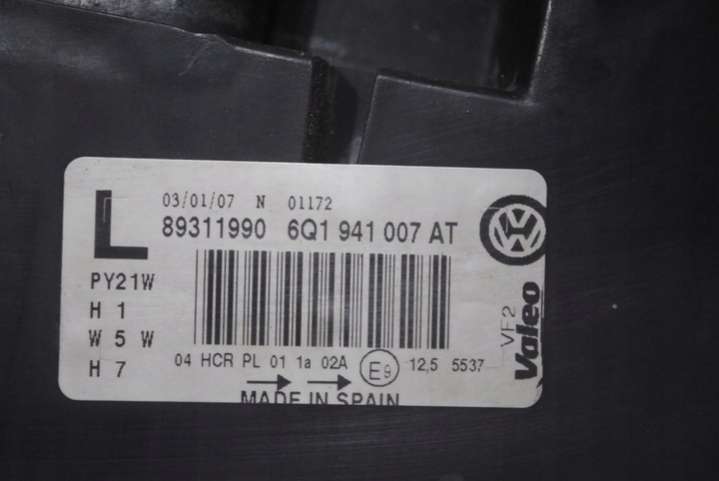 L
03/01/07 N 01172
89311990 6Q1 941 007 AT
PY21W
H 1
W 5 W
H 7
04 HCR PL 01 1a 02A E9 12,5 5537
MADE IN SPAIN
VF2
Valeo